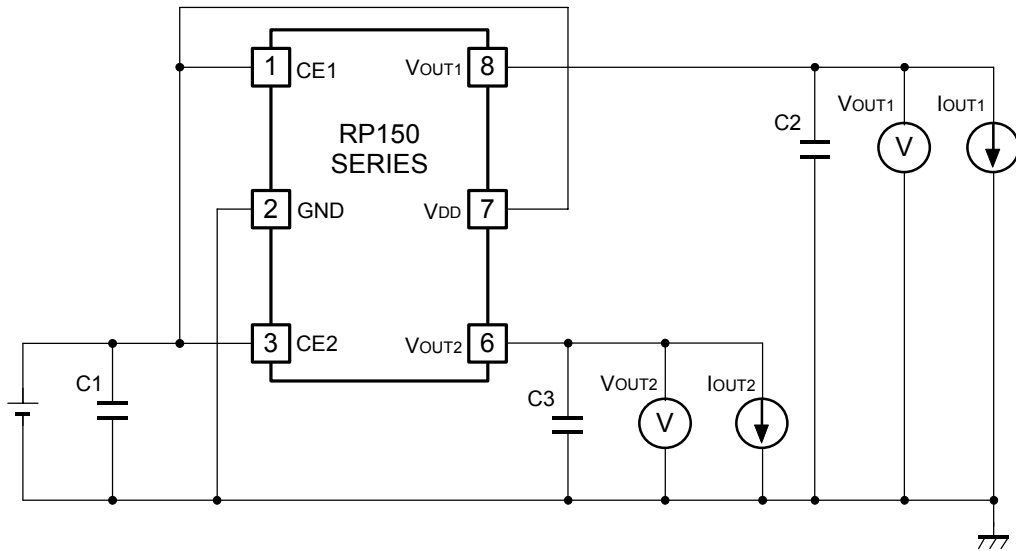 1 CE1 VOUT1 8
RP150
SERIES
C2 VOUT1 IOUT1
V
2 GND VDD 7
3 CE2 VOUT2 6
C1 C3 VOUT2 IOUT2
V